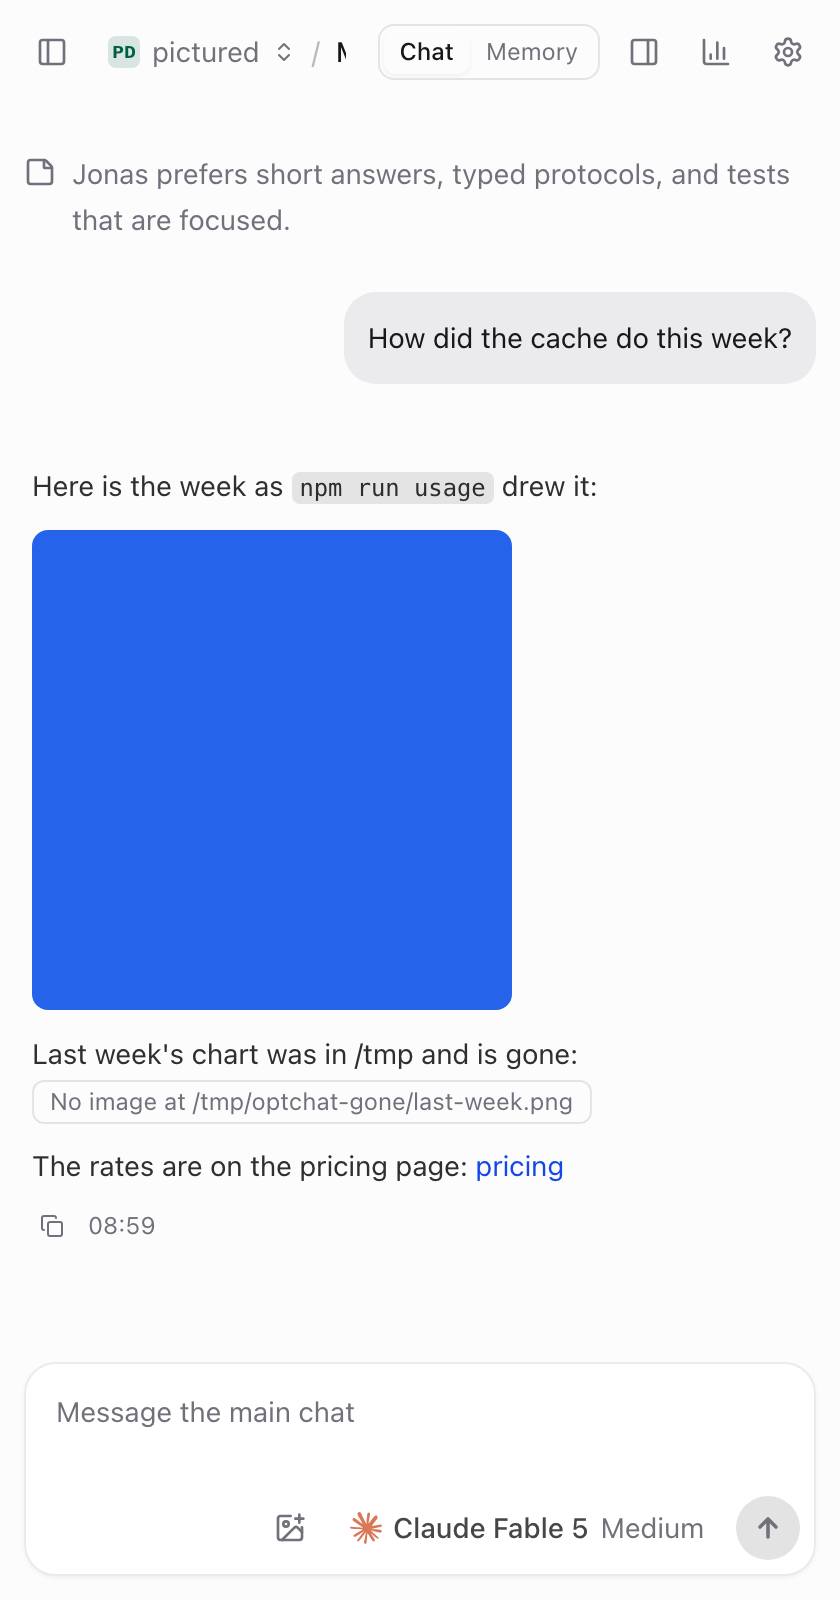 PD pictured / Chat Memory
Jonas prefers short answers, typed protocols, and tests
that are focused.
How did the cache do this week?
Here is the week as npm run usage drew it:
Last week's chart was in /tmp and is gone:
No image at /tmp/optchat-gone/last-week.png
The rates are on the pricing page: pricing
08:59
Message the main chat
Claude Fable 5 Medium